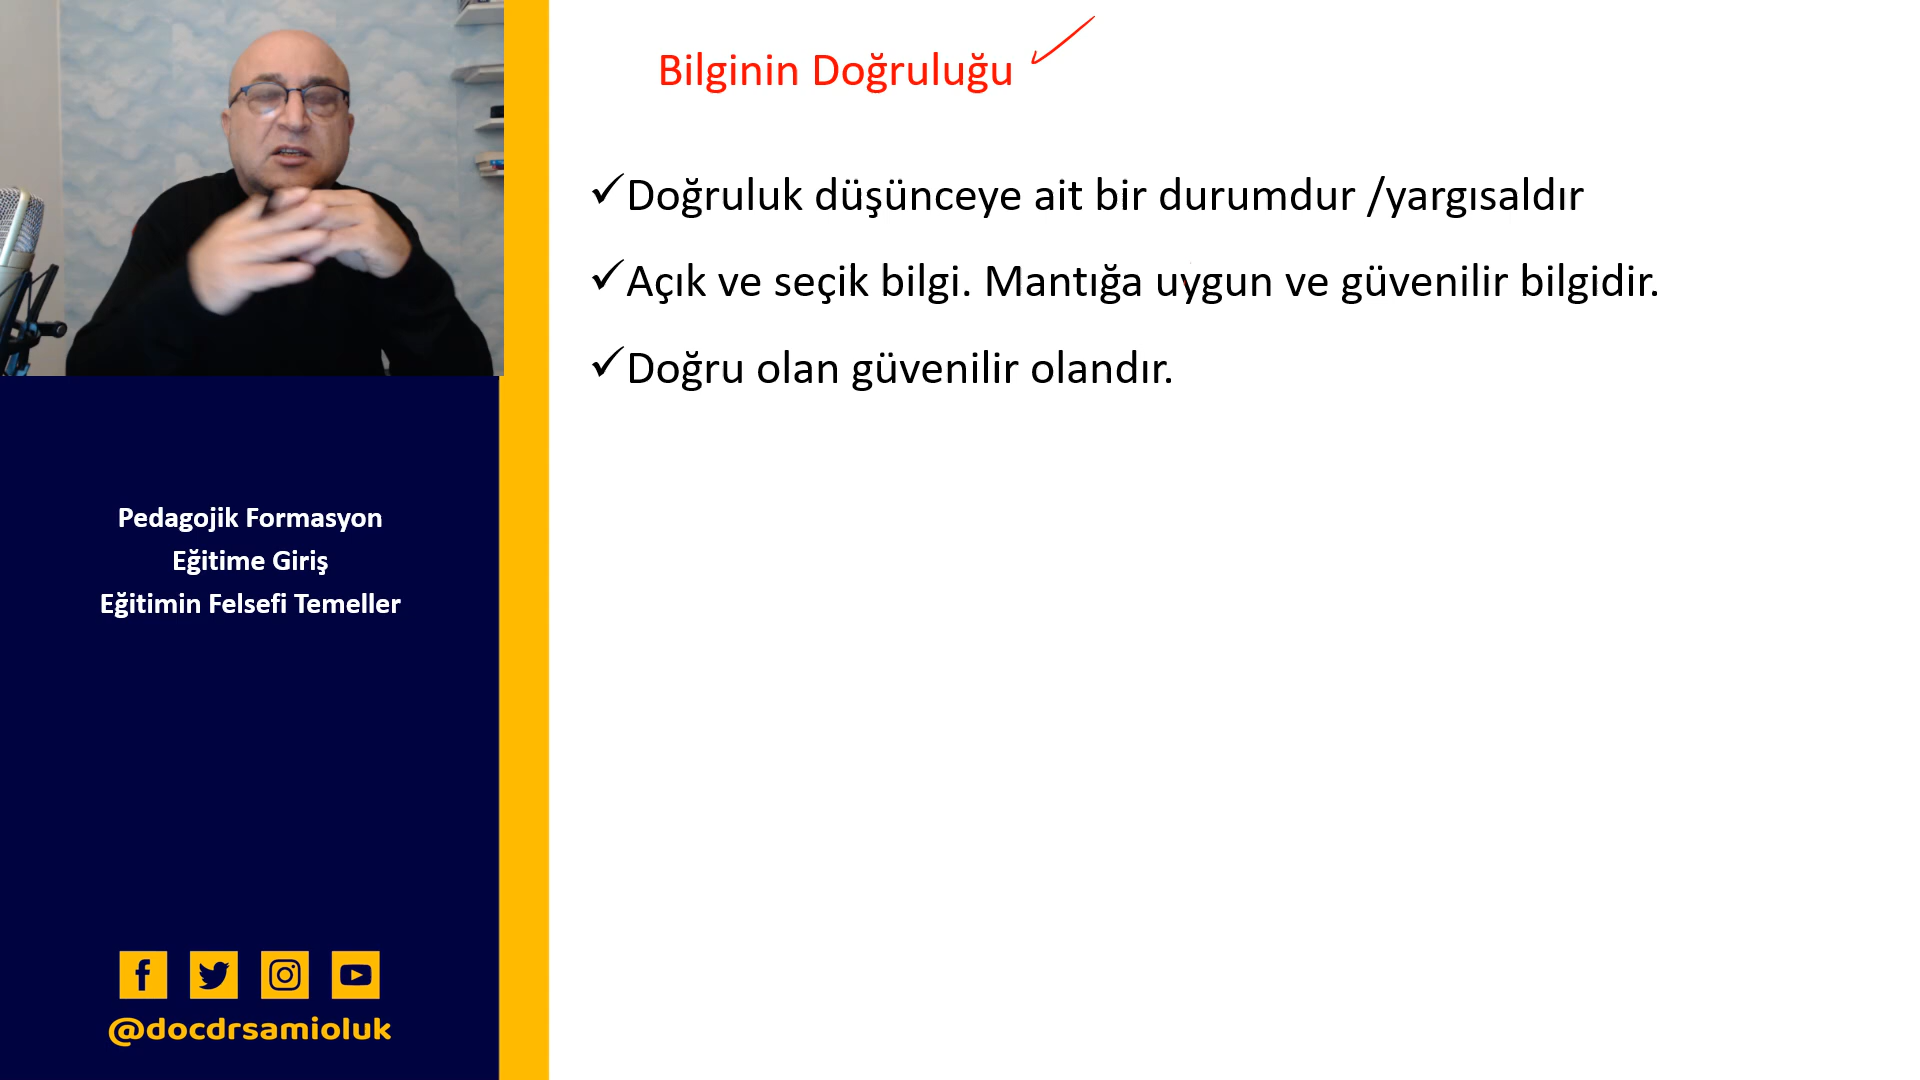 Bilginin Doğruluğu
✓Doğruluk düşünceye ait bir durumdur /yargısaldır
✓Açık ve seçik bilgi. Mantığa uygun ve güvenilir bilgidir.
✓Doğru olan güvenilir olandır.
Pedagojik Formasyon
Eğitime Giriş
Eğitimin Felsefi Temeller
@docdrsamioluk